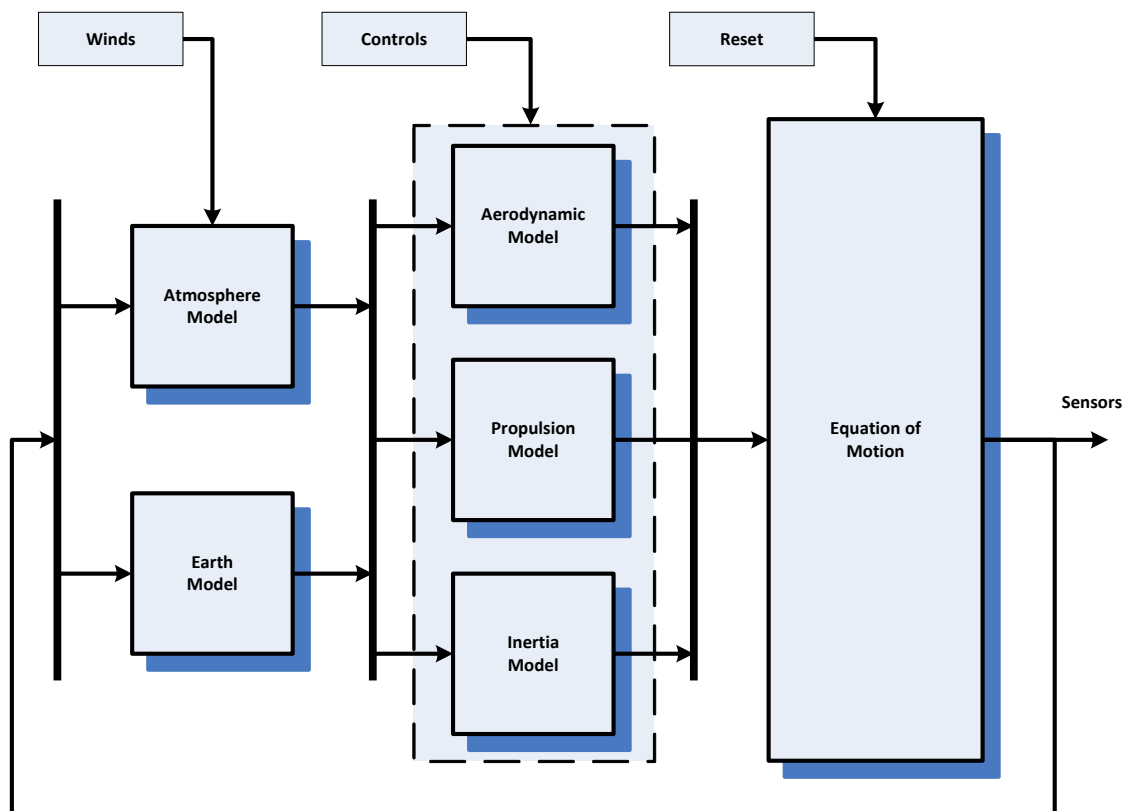 Winds
Controls
Reset
Aerodynamic
Model
Atmosphere
Model
Propulsion
Model
Earth
Model
Inertia
Model
Equation of
Motion
Sensors